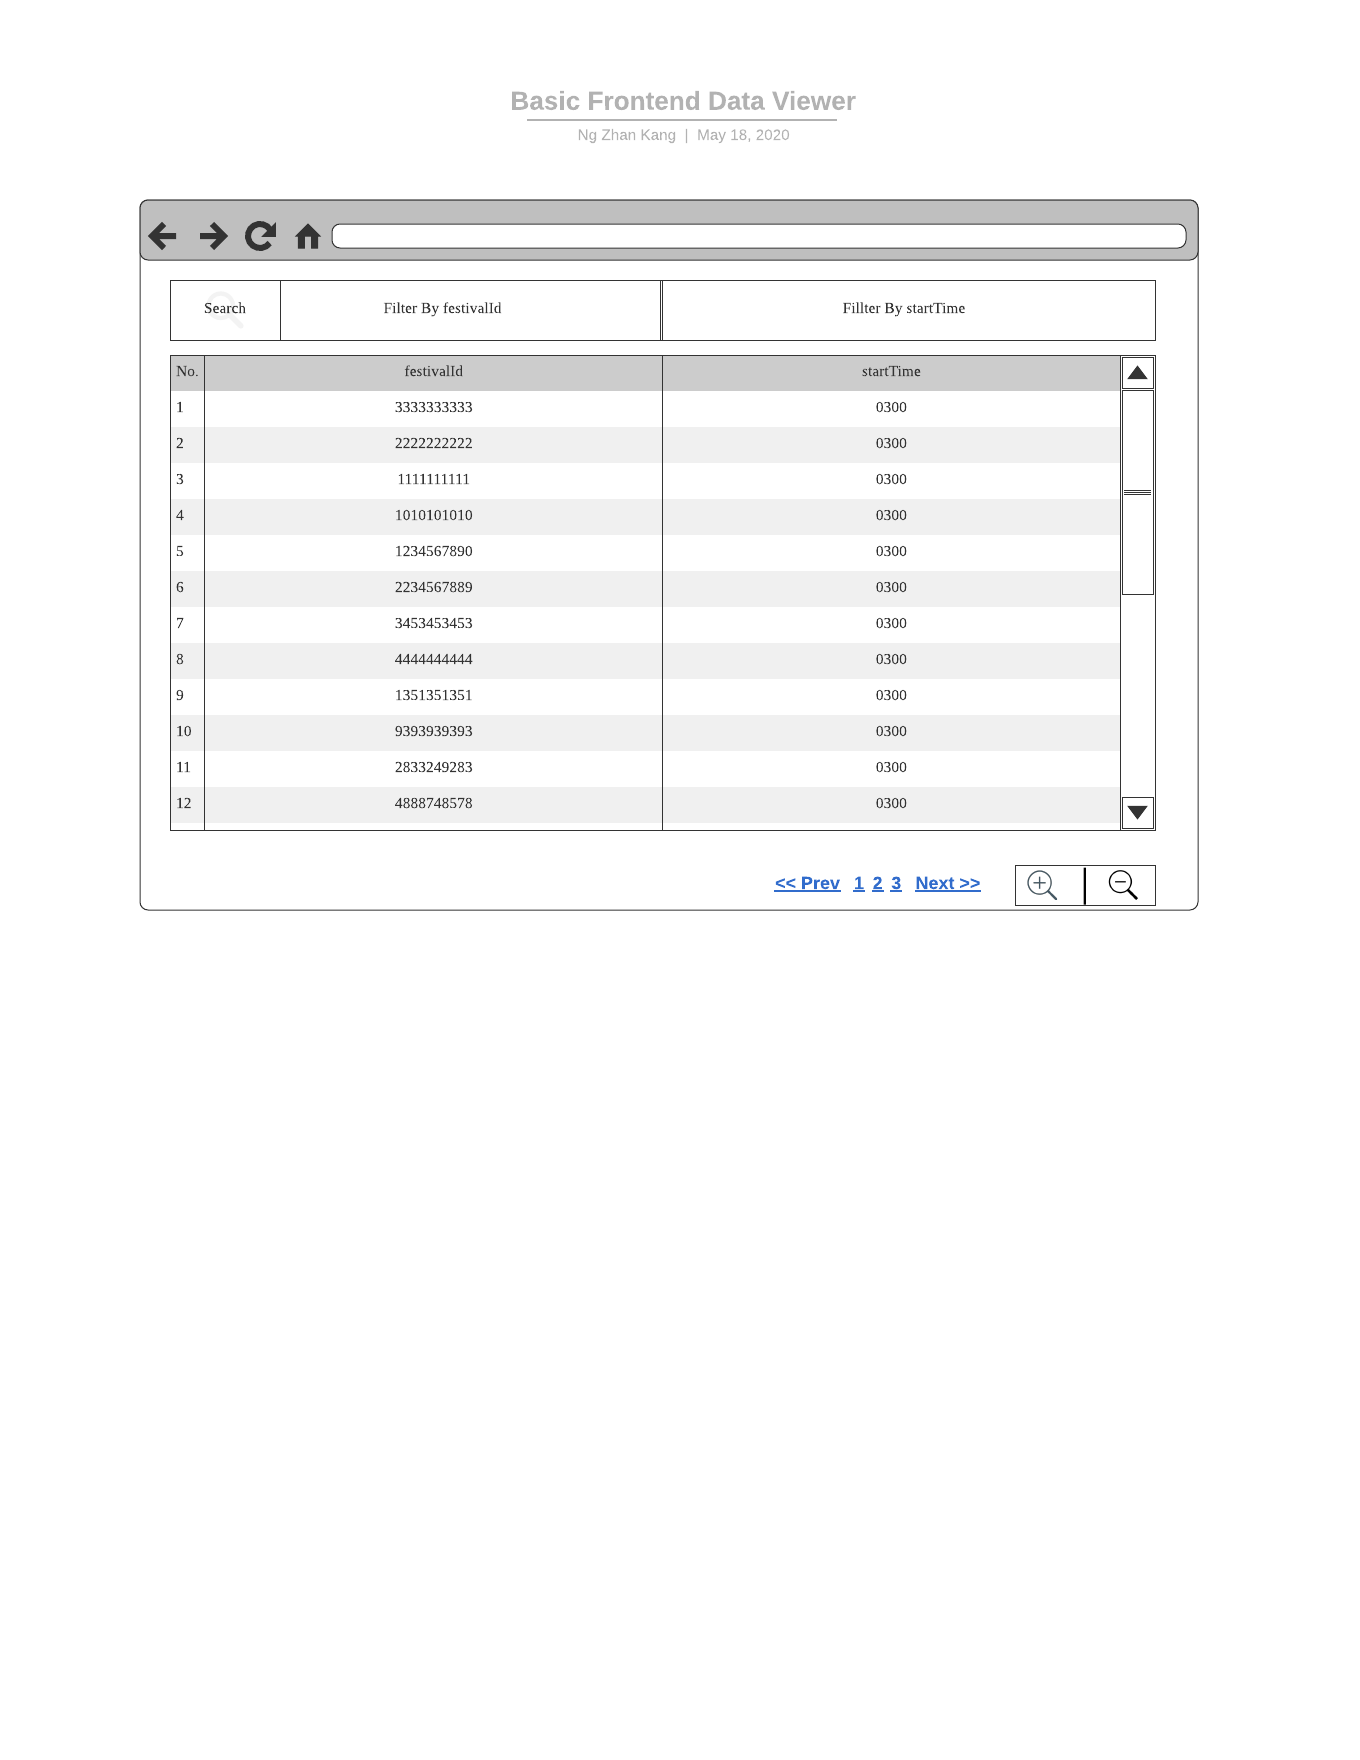 Basic Frontend Data Viewer
Ng Zhan Kang | May 18, 2020
Search Filter By festivalId Fillter By startTime
No. festivalId startTime
1 3333333333 0300
2 2222222222 0300
3 1111111111 0300
4 1010101010 0300
5 1234567890 0300
6 2234567889 0300
7 3453453453 0300
8 4444444444 0300
9 1351351351 0300
10 9393939393 0300
11 2833249283 0300
12 4888748578 0300
<< Prev 1 2 3 Next >>